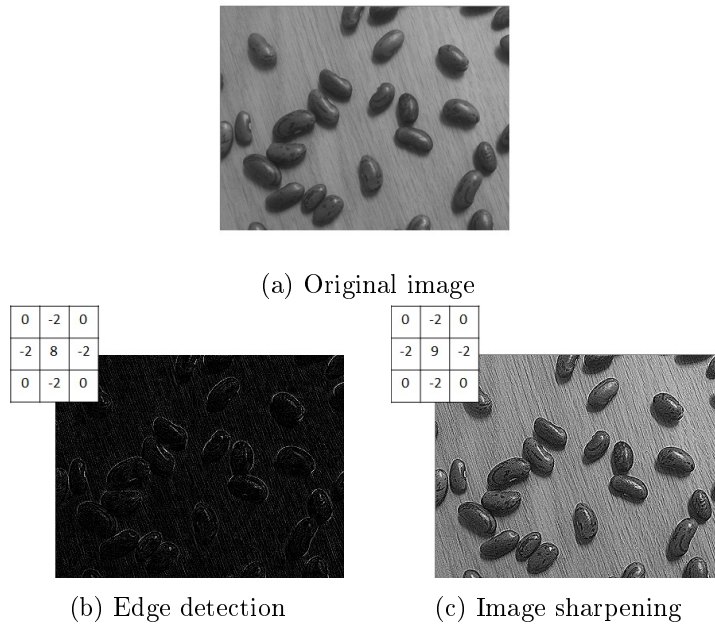 (a) Original image
0 -2 0
-2 8 -2
0 -2 0
(b) Edge detection
0 -2 0
-2 9 -2
0 -2 0
(c) Image sharpening